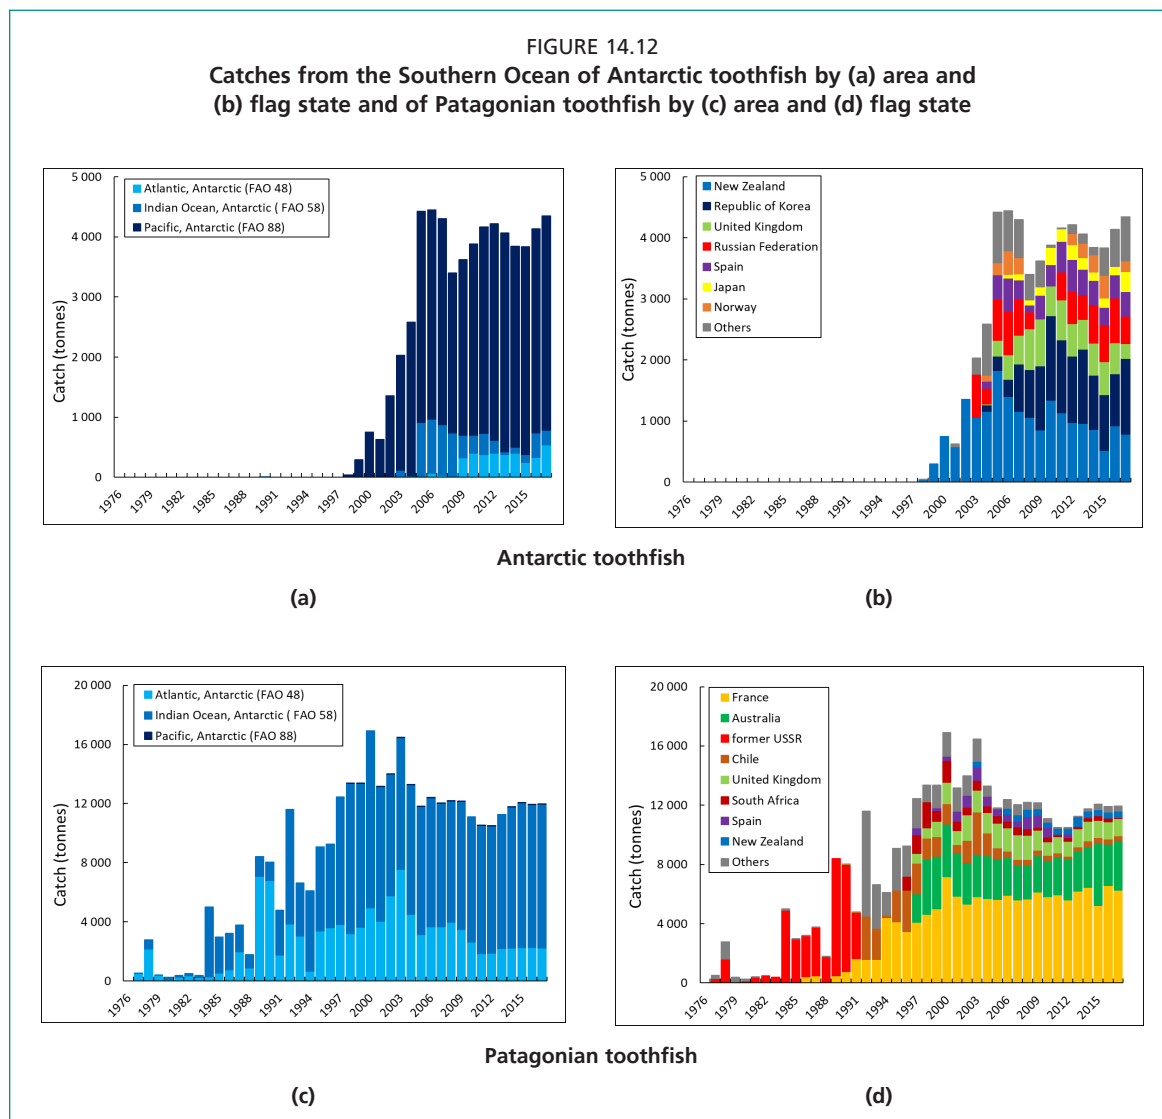 FIGURE 14.12
Catches from the Southern Ocean of Antarctic toothfish by (a) area and
(b) flag state and of Patagonian toothfish by (c) area and (d) flag state
5 000
4 000
3 000
2 000
1 000
0
Catch (tonnes)
Atlantic, Antarctic (FAO 48)
Indian Ocean, Antarctic ( FAO 58)
Pacific, Antarctic (FAO 88)
1976
1979
1982
1985
1988
1991
1994
1997
2000
2003
2006
2009
2012
2015
5 000
4 000
3 000
2 000
1 000
0
Catch (tonnes)
New Zealand
Republic of Korea
United Kingdom
Russian Federation
Spain
Japan
Norway
Others
1976
1979
1982
1985
1988
1991
1994
1997
2000
2003
2006
2009
2012
2015
Antarctic toothfish
(a)
(b)
20 000
16 000
12 000
8 000
4 000
0
Catch (tonnes)
Atlantic, Antarctic (FAO 48)
Indian Ocean, Antarctic ( FAO 58)
Pacific, Antarctic (FAO 88)
1976
1979
1982
1985
1988
1991
1994
1997
2000
2003
2006
2009
2012
2015
20 000
16 000
12 000
8 000
4 000
0
Catch (tonnes)
France
Australia
former USSR
Chile
United Kingdom
South Africa
Spain
New Zealand
Others
1976
1979
1982
1985
1988
1991
1994
1997
2000
2003
2006
2009
2012
2015
Patagonian toothfish
(c)
(d)